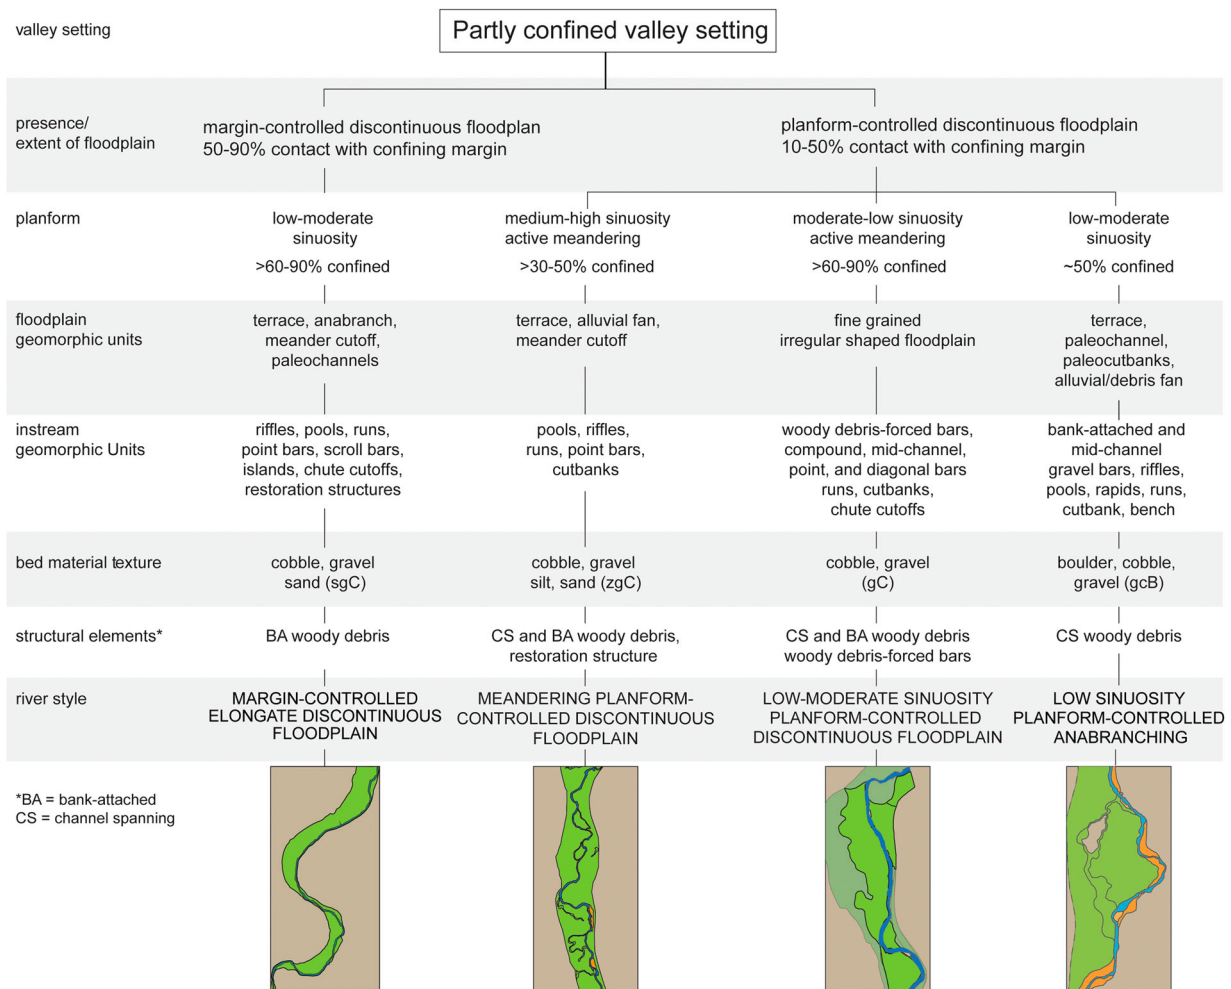 valley setting
Partly confined valley setting
presence/
extent of floodplain
margin-controlled discontinuous floodplan
50-90% contact with confining margin
planform-controlled discontinuous floodplain
10-50% contact with confining margin
planform
low-moderate
sinuosity
>60-90% confined
medium-high sinuosity
active meandering
>30-50% confined
moderate-low sinuosity
active meandering
>60-90% confined
low-moderate
sinuosity
~50% confined
floodplain
geomorphic units
terrace, anabranch,
meander cutoff,
paleochannels
terrace, alluvial fan,
meander cutoff
fine grained
irregular shaped floodplain
terrace,
paleochannel,
paleocutbanks,
alluvial/debris fan
instream
geomorphic Units
riffles, pools, runs,
point bars, scroll bars,
islands, chute cutoffs,
restoration structures
pools, riffles,
runs, point bars,
cutbanks
woody debris-forced bars,
compound, mid-channel,
point, and diagonal bars
runs, cutbanks,
chute cutoffs
bank-attached and
mid-channel
gravel bars, riffles,
pools, rapids, runs,
cutbank, bench
bed material texture
cobble, gravel
sand (sgC)
cobble, gravel
silt, sand (zgC)
cobble, gravel
(gC)
boulder, cobble,
gravel (gcB)
structural elements*
BA woody debris
CS and BA woody debris,
restoration structure
CS and BA woody debris
woody debris-forced bars
CS woody debris
river style
MARGIN-CONTROLLED
ELONGATE DISCONTINUOUS
FLOODPLAIN
MEANDERING PLANFORM-
CONTROLLED DISCONTINUOUS
FLOODPLAIN
LOW-MODERATE SINUOSITY
PLANFORM-CONTROLLED
DISCONTINUOUS FLOODPLAIN
LOW SINUOSITY
PLANFORM-CONTROLLED
ANABRANCHING
*BA = bank-attached
CS = channel spanning